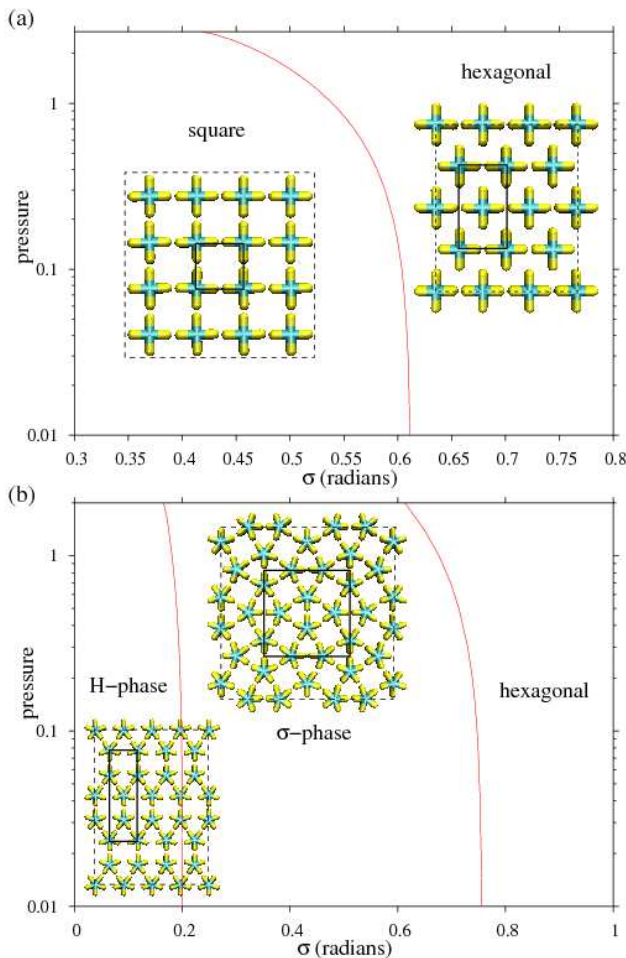 (a)
hexagonal
square
pressure
1
0.1
0.01
0.3 0.35 0.4 0.45 0.5 0.55 0.6 0.65 0.7 0.75 0.8
σ (radians)
(b)
H−phase
σ−phase
hexagonal
pressure
1
0.1
0.01
0 0.2 0.4 0.6 0.8 1
σ (radians)